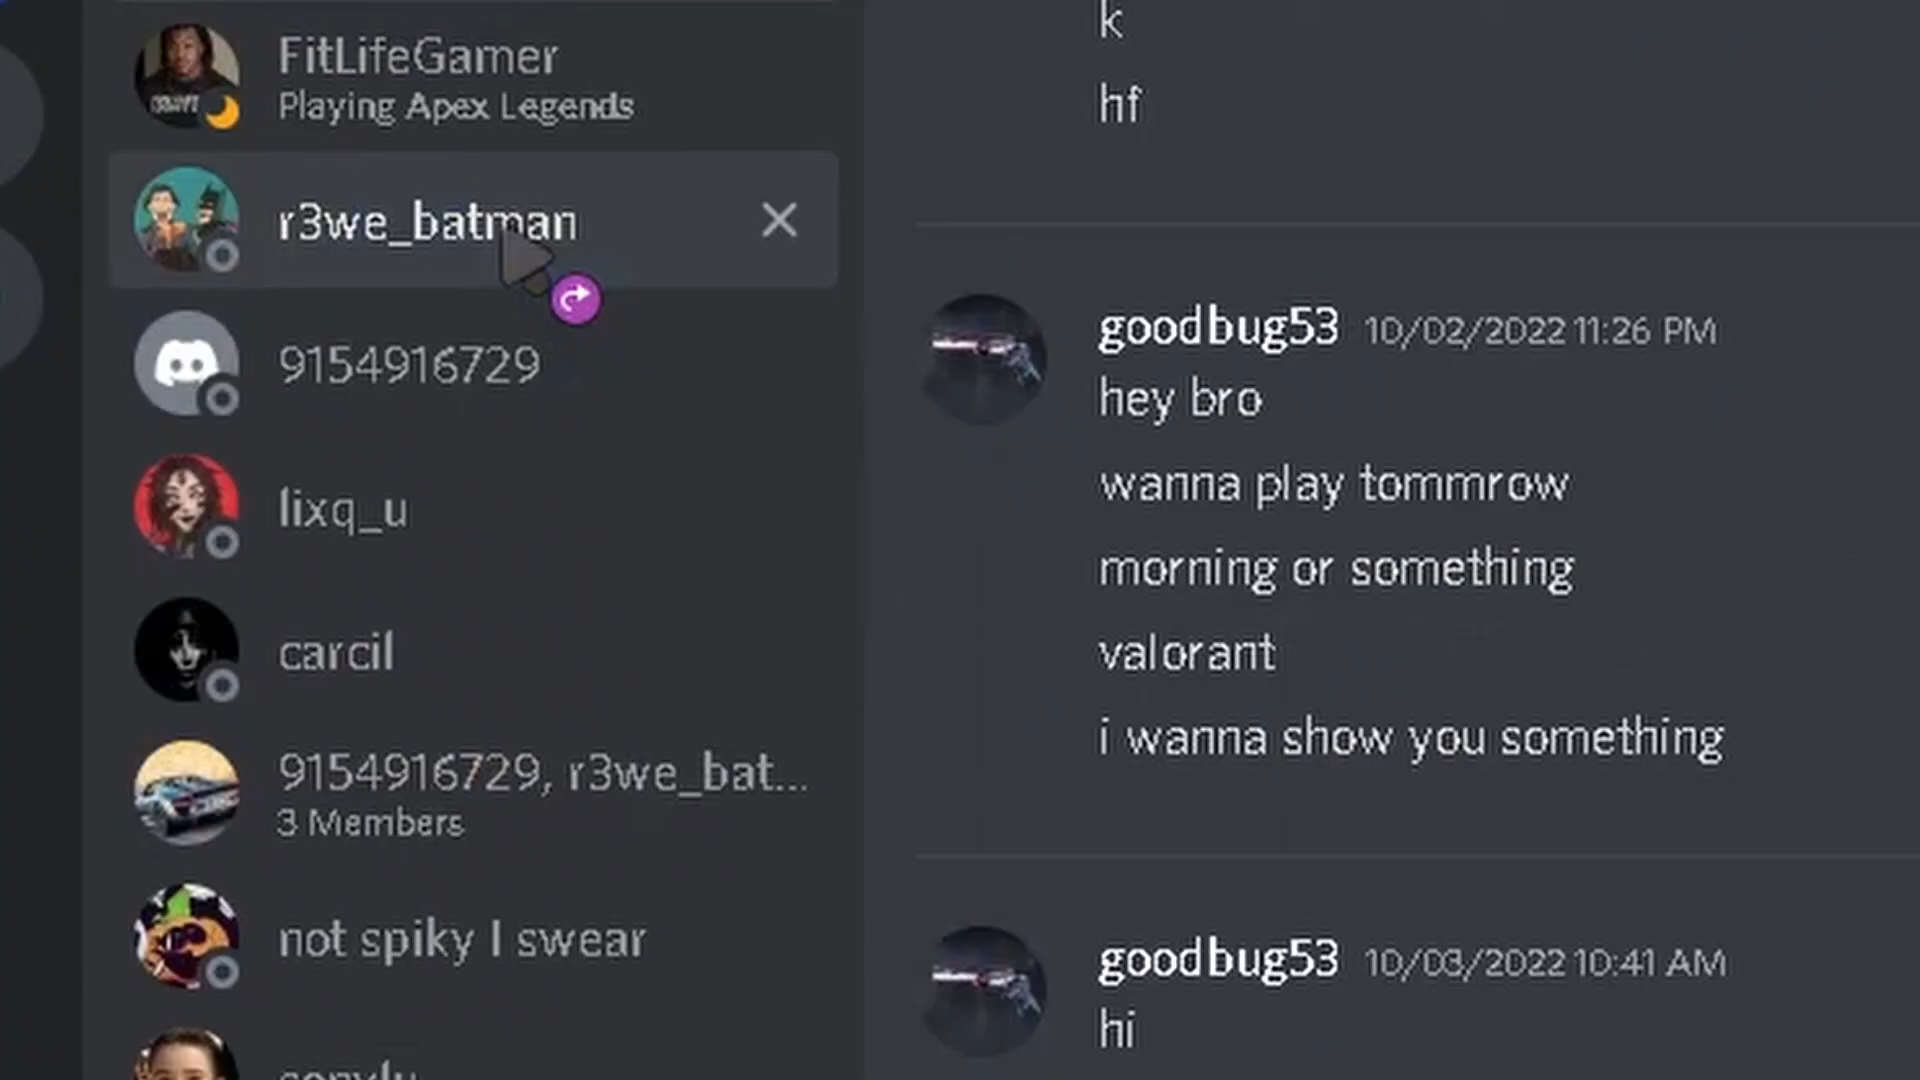 FitLifeGamer
Playing Apex Legends
r3we_batman
9154916729
lixq_u
carcil
9154916729, r3we_bat...
3 Members
not spiky I swear
k
hf
goodbug53 10/02/2022 11:26 PM
hey bro
wanna play tommrow
morning or something
valorant
i wanna show you something
goodbug53 10/03/2022 10:41 AM
hi